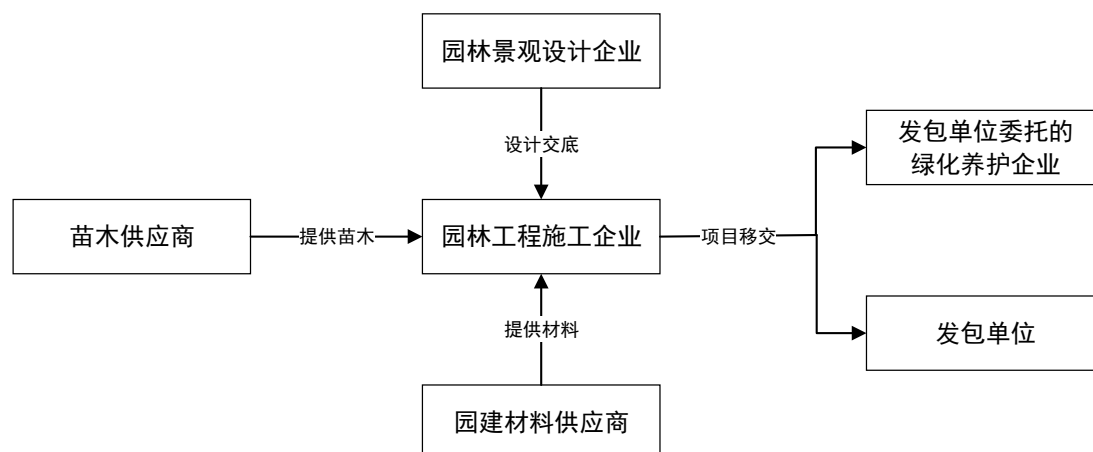 园林景观设计企业
设计交底
发包单位委托的
绿化养护企业
苗木供应商
提供苗木
园林工程施工企业
项目移交
提供材料
发包单位
园建材料供应商